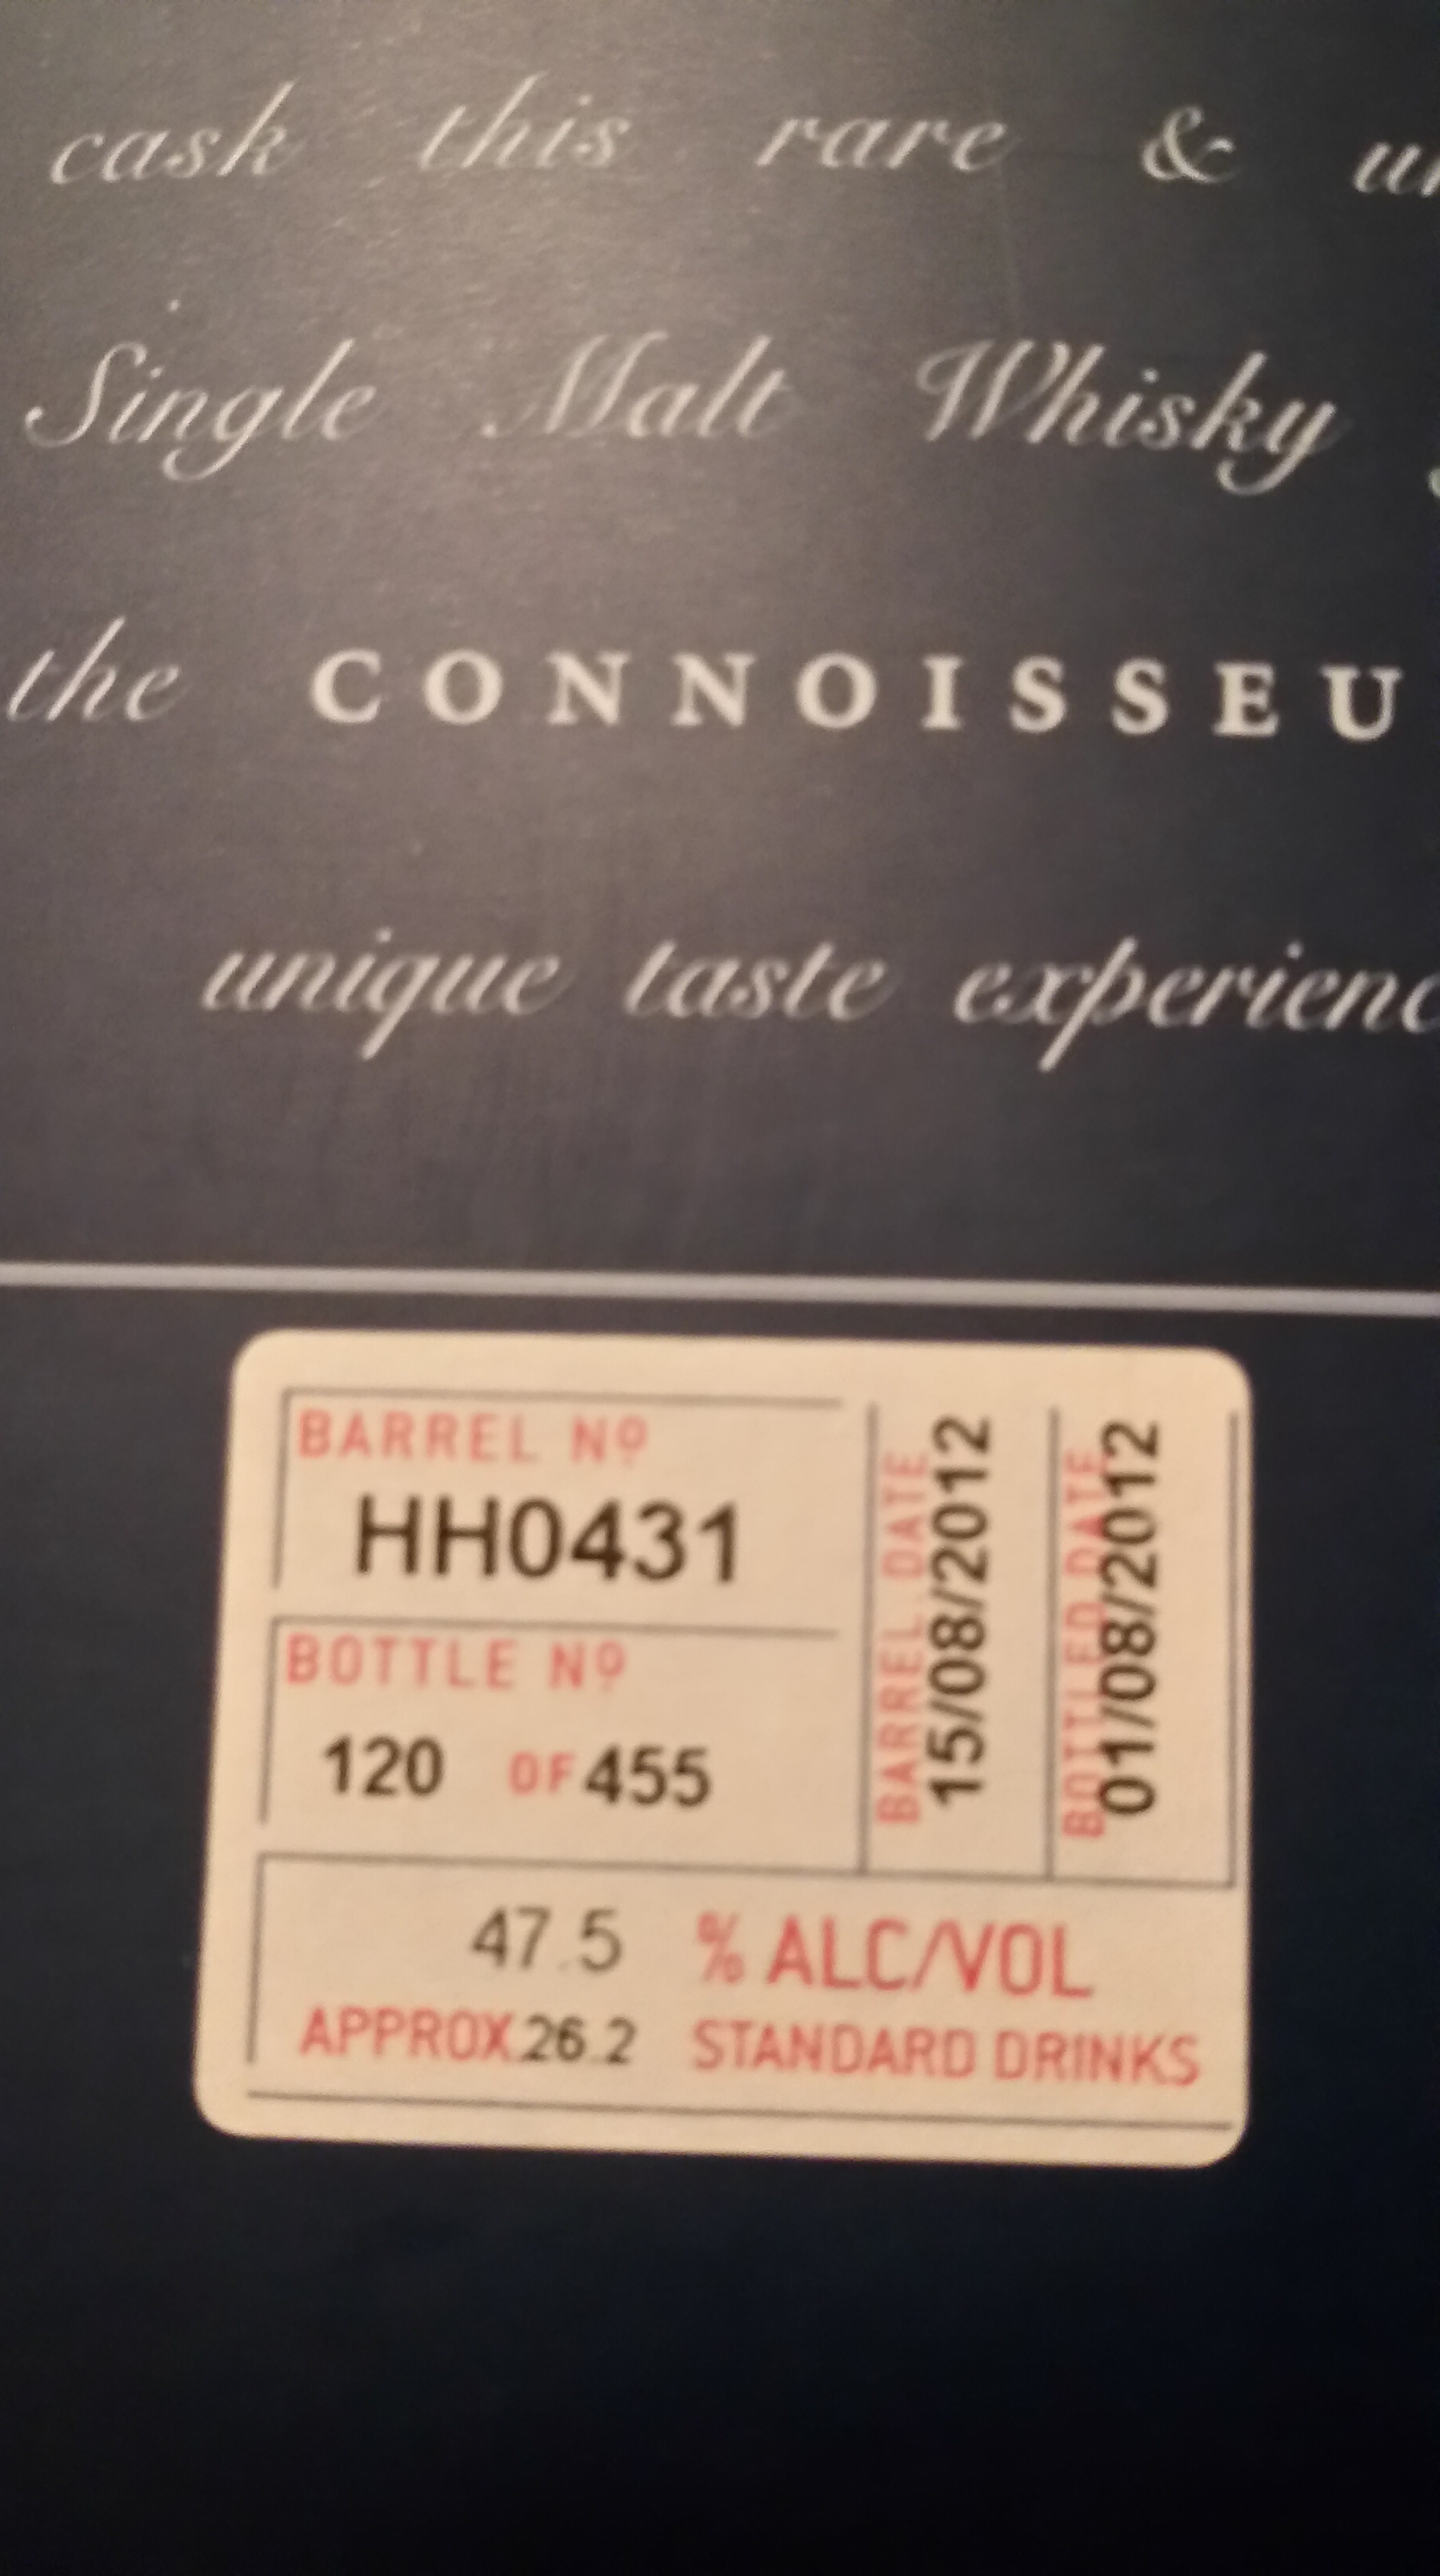 cask this rare & un
Single Malt Whisky
the CONNOISSEU
unique taste experienc
BARREL Nº
HH0431
BOTTLE Nº
120 OF 455
BARREL DATE
15/08/2012
BOTTLED DATE
01/08/2012
47.5 % ALC/VOL
APPROX 26.2 STANDARD DRINKS